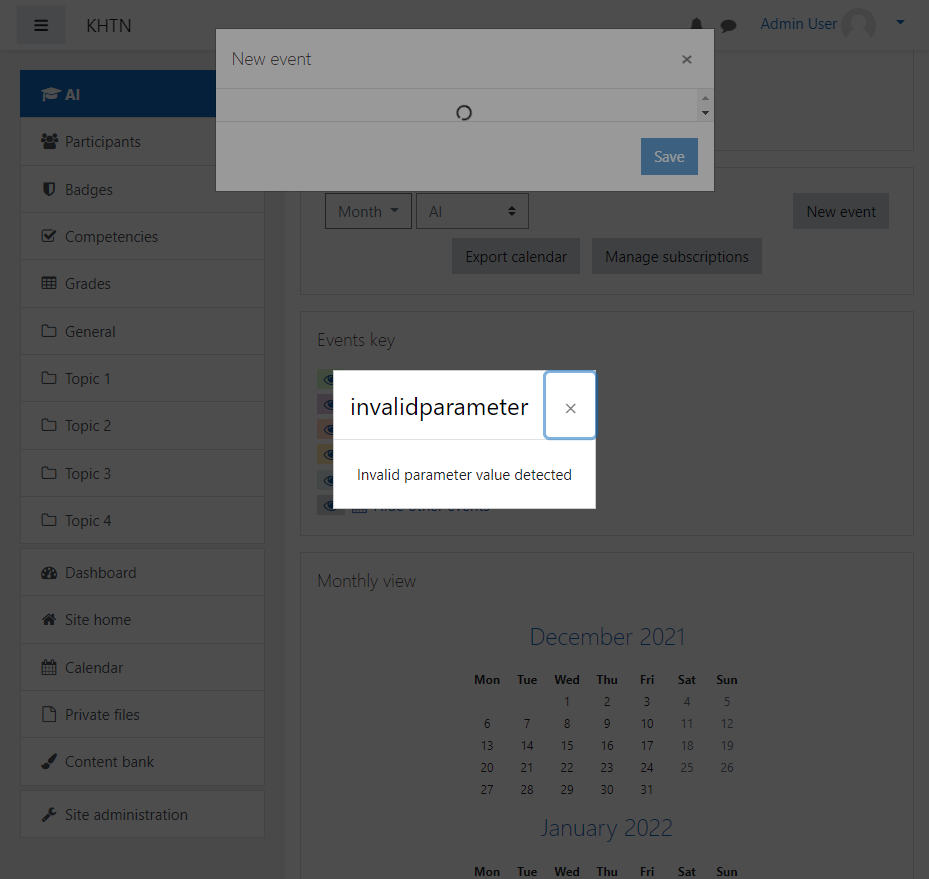 KHTN
Admin User
New event
×
Save
AI
Participants
Badges
Competencies
Grades
General
Topic 1
Topic 2
Topic 3
Topic 4
Dashboard
Site home
Calendar
Private files
Content bank
Site administration
Month
AI
New event
Export calendar
Manage subscriptions
Events key
invalidparameter
×
Invalid parameter value detected
Hide other events
Monthly view
December 2021
Mon Tue Wed Thu Fri Sat Sun
1 2 3 4 5
6 7 8 9 10 11 12
13 14 15 16 17 18 19
20 21 22 23 24 25 26
27 28 29 30 31
January 2022
Mon Tue Wed Thu Fri Sat Sun